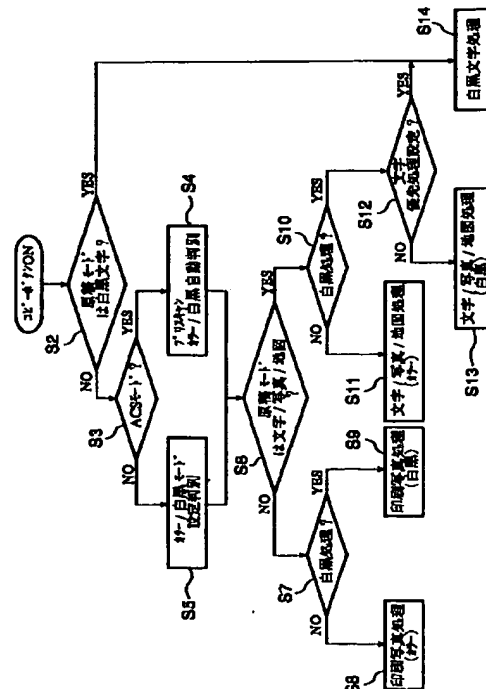 コピーボタンON
S2
原稿モード
は白黒文字?
YES
NO
S3
ACSモード?
YES
NO
S4
プリスキャン
カラー/白黒自動判別
S5
カラー/白黒モード
設定判別
S6
原稿モード
は文字/写真/地図
?
YES
NO
S7
白黒処理?
YES
NO
S8
印刷写真処理
(カラー)
S9
印刷写真処理
(白黒)
S10
白黒処理?
YES
NO
S11
文字/写真/地図処理
(カラー)
S12
文字
優先処理設定?
YES
NO
S13
文字/写真/地図処理
(白黒)
S14
白黒文字処理